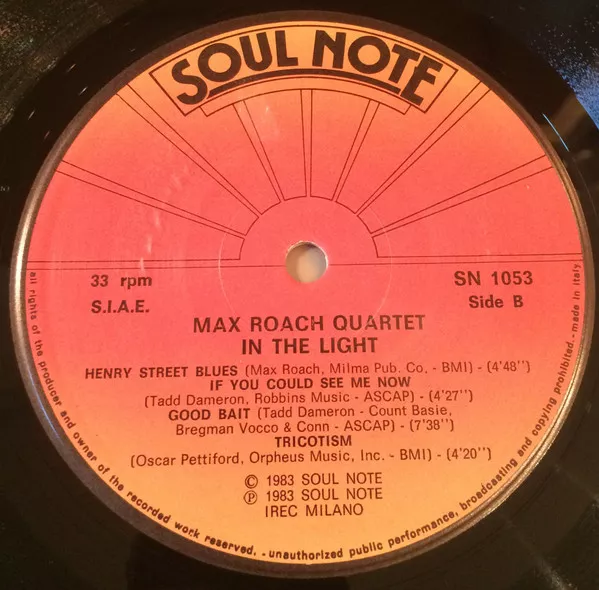 SOUL NOTE
33 rpm
S.I.A.E.
SN 1053
Side B
MAX ROACH QUARTET
IN THE LIGHT
HENRY STREET BLUES (Max Roach, Milma Pub. Co. - BMI) - (4'48'')
IF YOU COULD SEE ME NOW
(Tadd Dameron, Robbins Music - ASCAP) - (4'27'')
GOOD BAIT (Tadd Dameron - Count Basie,
Bregman Vocco & Conn - ASCAP) - (7'38'')
TRICOTISM
(Oscar Pettiford, Orpheus Music, Inc. - BMI) - (4'20'')
© 1983 SOUL NOTE
℗ 1983 SOUL NOTE
IREC MILANO
all rights of the producer and owner of the recorded work reserved. - unauthorized public performance, broadcasting and copying prohibited - made in Italy